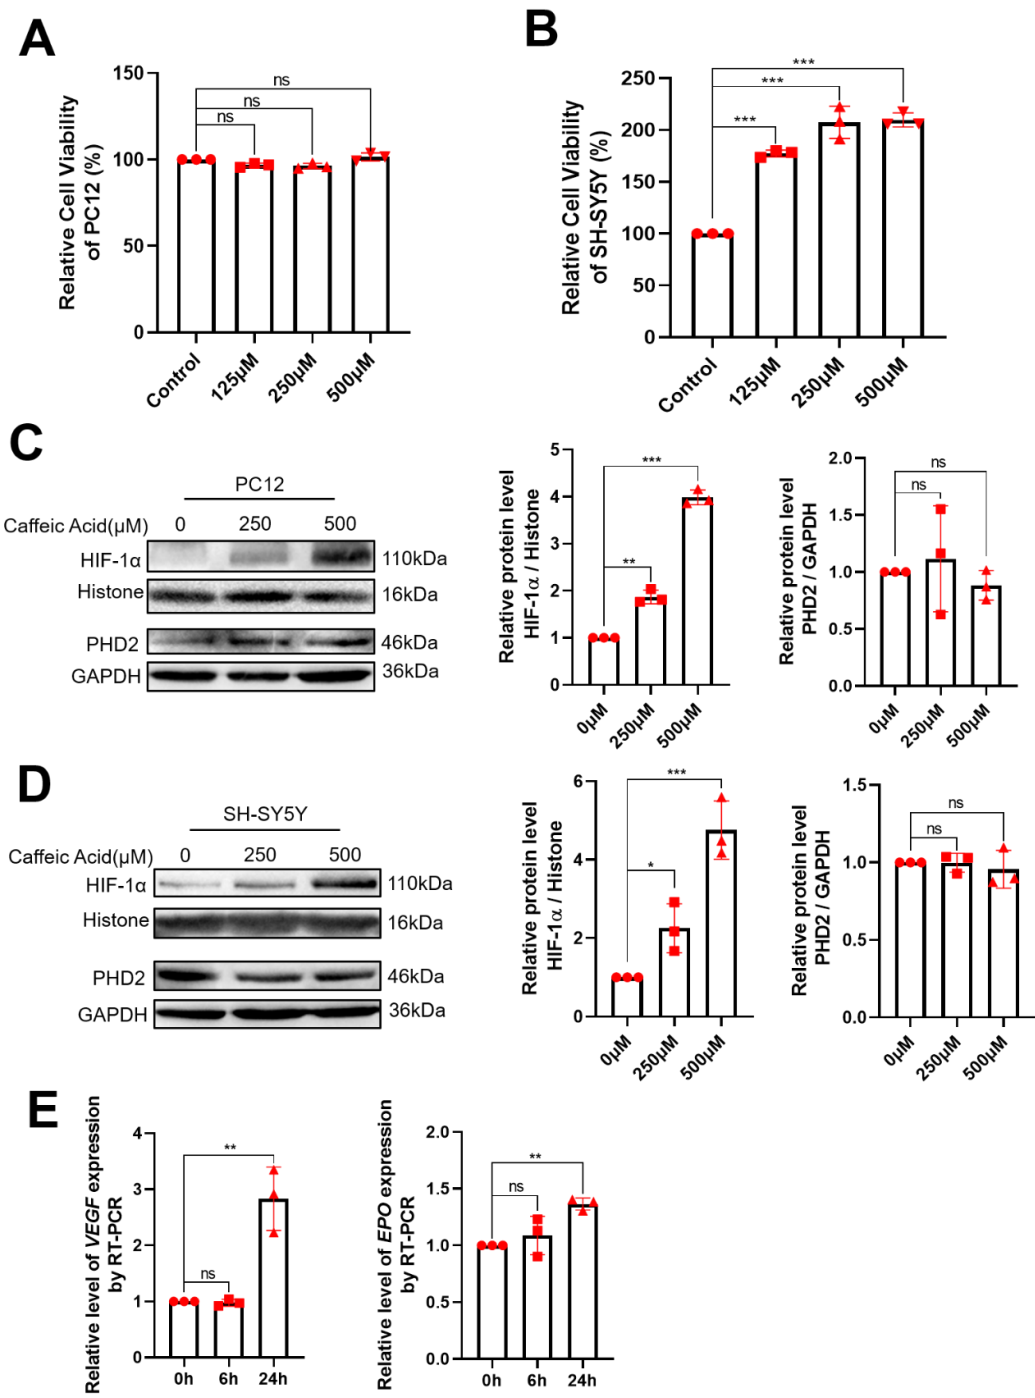 A
Relative Cell Viability
of PC12 (%)
150
100
50
0
ns
ns
ns
Control
125μM
250μM
500μM
B
Relative Cell Viability
of SH-SY5Y (%)
250
200
150
100
50
0
***
***
***
Control
125μM
250μM
500μM
C
PC12
Caffeic Acid(μM) 0 250 500
HIF-1α 110kDa
Histone 16kDa
PHD2 46kDa
GAPDH 36kDa
Relative protein level
HIF-1α / Histone
5
4
3
2
1
0
***
**
0μM
250μM
500μM
Relative protein level
PHD2 / GAPDH
2.0
1.5
1.0
0.5
0.0
ns
ns
0μM
250μM
500μM
D
SH-SY5Y
Caffeic Acid(μM) 0 250 500
HIF-1α 110kDa
Histone 16kDa
PHD2 46kDa
GAPDH 36kDa
Relative protein level
HIF-1α / Histone
6
4
2
0
***
*
0μM
250μM
500μM
Relative protein level
PHD2 / GAPDH
1.5
1.0
0.5
0.0
ns
ns
0μM
250μM
500μM
E
Relative level of VEGF expression
by RT-PCR
4
3
2
1
0
**
ns
0h 6h 24h
Relative level of EPO expression
by RT-PCR
2.0
1.5
1.0
0.5
0.0
**
ns
0h 6h 24h